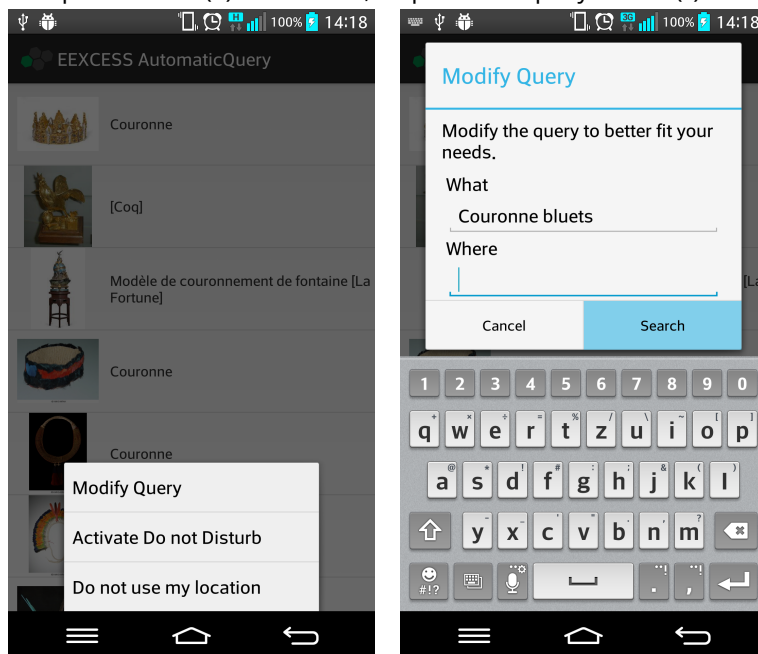 100% 14:18
EEXCESS AutomaticQuery
Couronne
[Coq]
Modèle de couronnement de fontaine [La
Fortune]
Couronne
Couronne
Modify Query
Activate Do not Disturb
Do not use my location
3G 100% 14:18
Modify Query
Modify the query to better fit your
needs.
What
Couronne bluets
Where
[La
Cancel Search
1 2 3 4 5 6 7 8 9 0
q w e r t z u i o p
a s d f g h j k l
y x c v b n m
#!? . ,